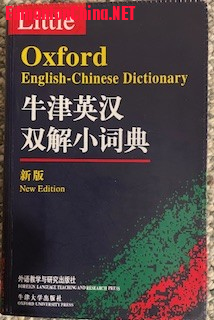 Little
Oxford
English-Chinese Dictionary
牛津英汉
双解小词典
新版
New Edition
外语教学与研究出版社
FOREIGN LANGUAGE TEACHING AND RESEARCH PRESS
牛津大学出版社
OXFORD UNIVERSITY PRESS